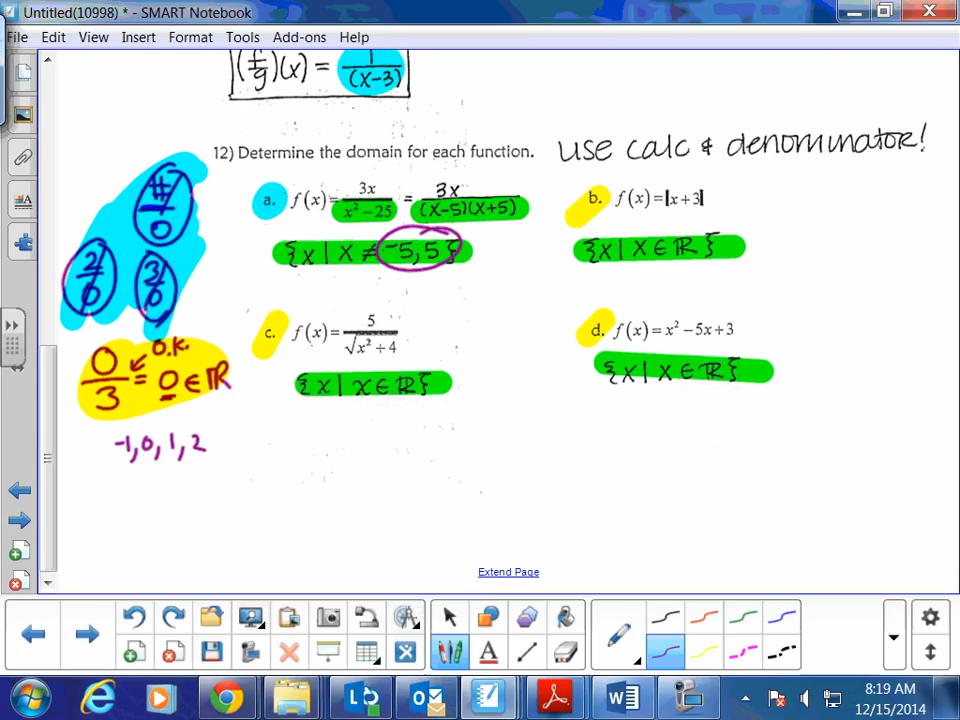 Untitled(10998) * - SMART Notebook
File Edit View Insert Format Tools Add-ons Help
(f/g)(x) = 1/(x-3)
12) Determine the domain for each function. USE CALC & denominator!
a. f(x) = 3x/(x² − 25) = 3x/((x-5)(x+5))
b. f(x) = |x + 3|
#/0
{x | x ≠ -5, 5}
{x | x ∈ ℝ}
2/0 3/0
c. f(x) = 5/√(x² + 4)
d. f(x) = x² − 5x + 3
0/3 = 0 ∈ ℝ O.K.
{x | x ∈ ℝ}
{x | x ∈ ℝ}
-1, 0, 1, 2
Extend Page
A
8:19 AM
12/15/2014